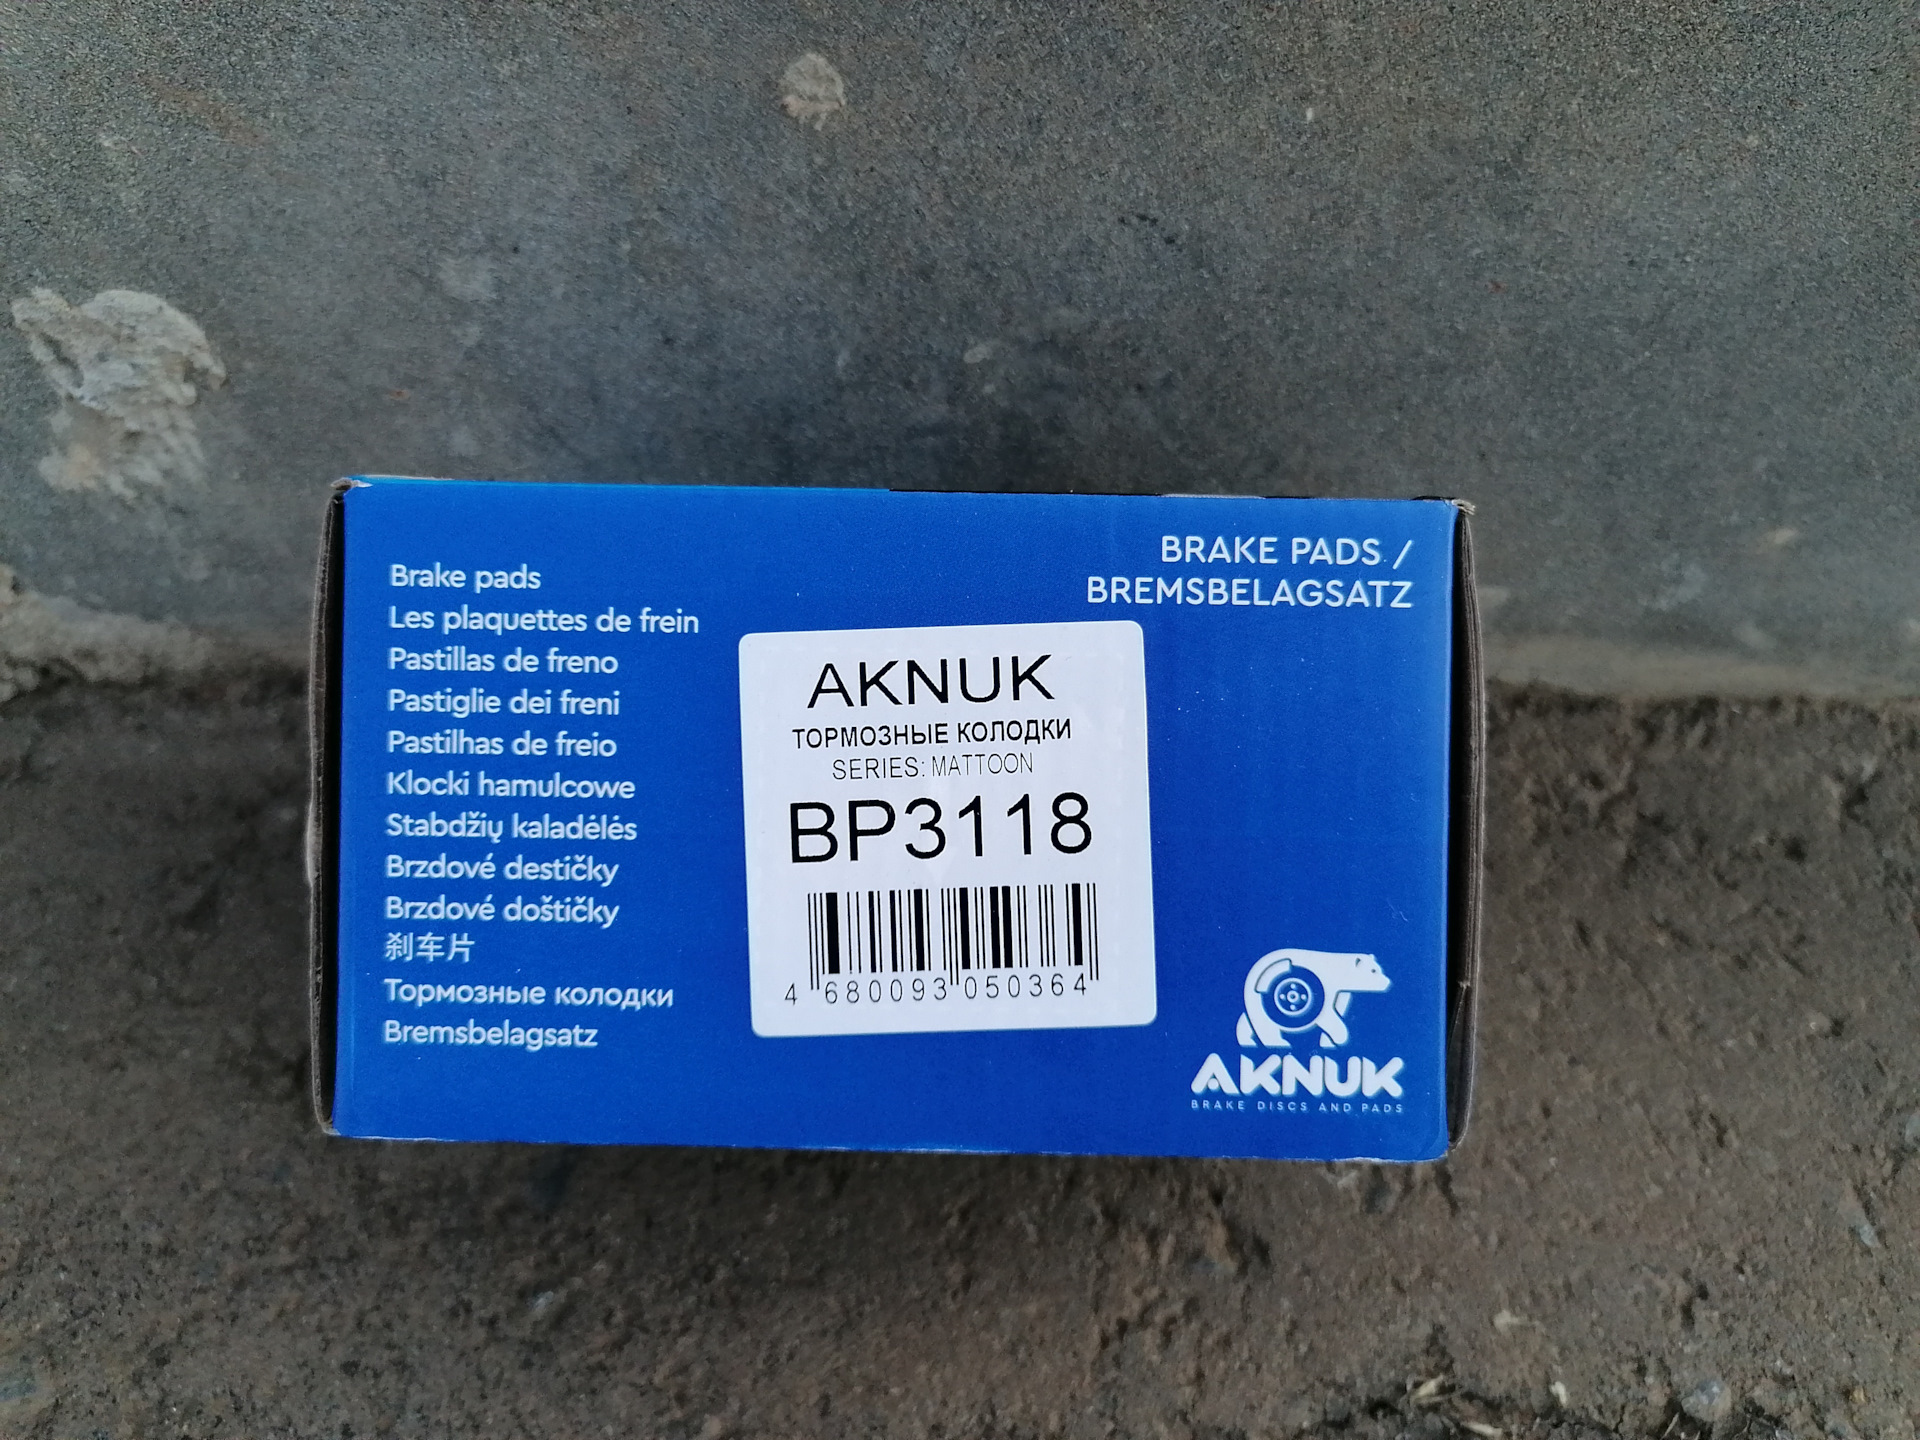 BRAKE PADS /
BREMSBELAGSATZ
Brake pads
Les plaquettes de frein
Pastillas de freno
Pastiglie dei freni
Pastilhas de freio
Klocki hamulcowe
Stabdžių kaladėlės
Brzdové destičky
Brzdové doštičky
刹车片
Тормозные колодки
Bremsbelagsatz
AKNUK
ТОРМОЗНЫЕ КОЛОДКИ
SERIES: MATTOON
BP3118
4 680093 050364
AKNUK
BRAKE DISCS AND PADS